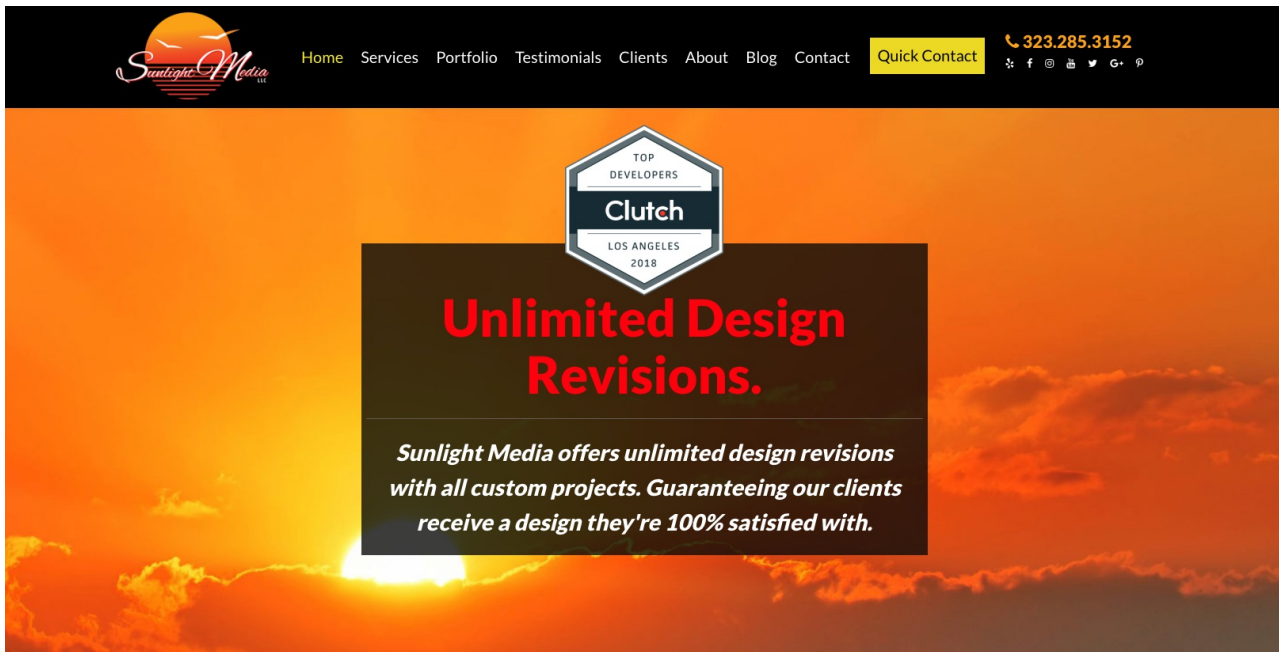 Sunlight Media
LLC
Home Services Portfolio Testimonials Clients About Blog Contact Quick Contact
323.285.3152
TOP
DEVELOPERS
Clutch
LOS ANGELES
2018
Unlimited Design
Revisions.
Sunlight Media offers unlimited design revisions
with all custom projects. Guaranteeing our clients
receive a design they're 100% satisfied with.